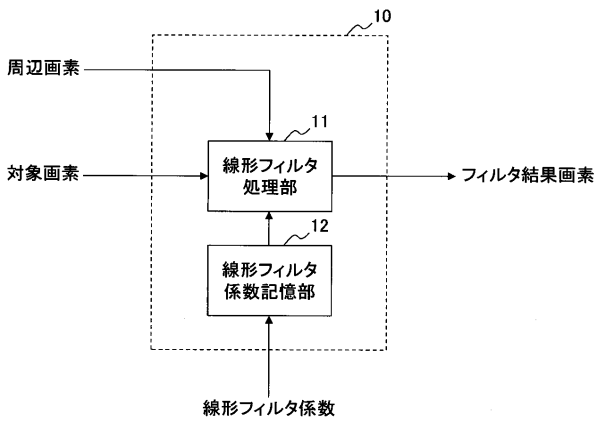 10
周辺画素
11
対象画素
線形フィルタ
処理部
フィルタ結果画素
12
線形フィルタ
係数記憶部
線形フィルタ係数